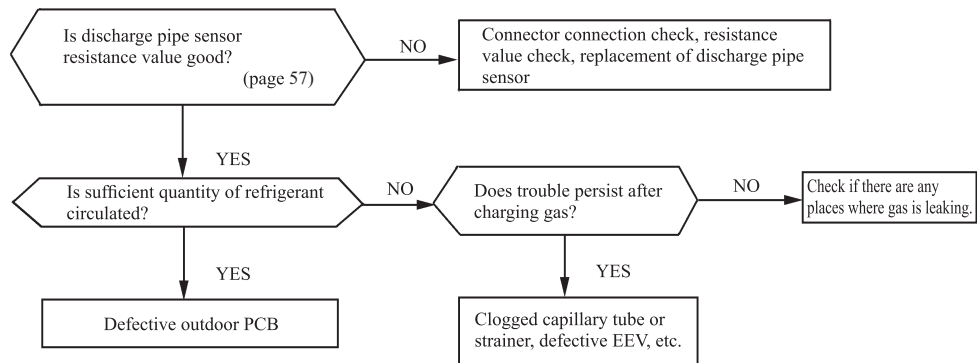 Is discharge pipe sensor
resistance value good?
(page 57)
NO
Connector connection check, resistance
value check, replacement of discharge pipe
sensor
YES
Is sufficient quantity of refrigerant
circulated?
NO
Does trouble persist after
charging gas?
NO
Check if there are any
places where gas is leaking.
YES
YES
Defective outdoor PCB
Clogged capillary tube or
strainer, defective EEV, etc.